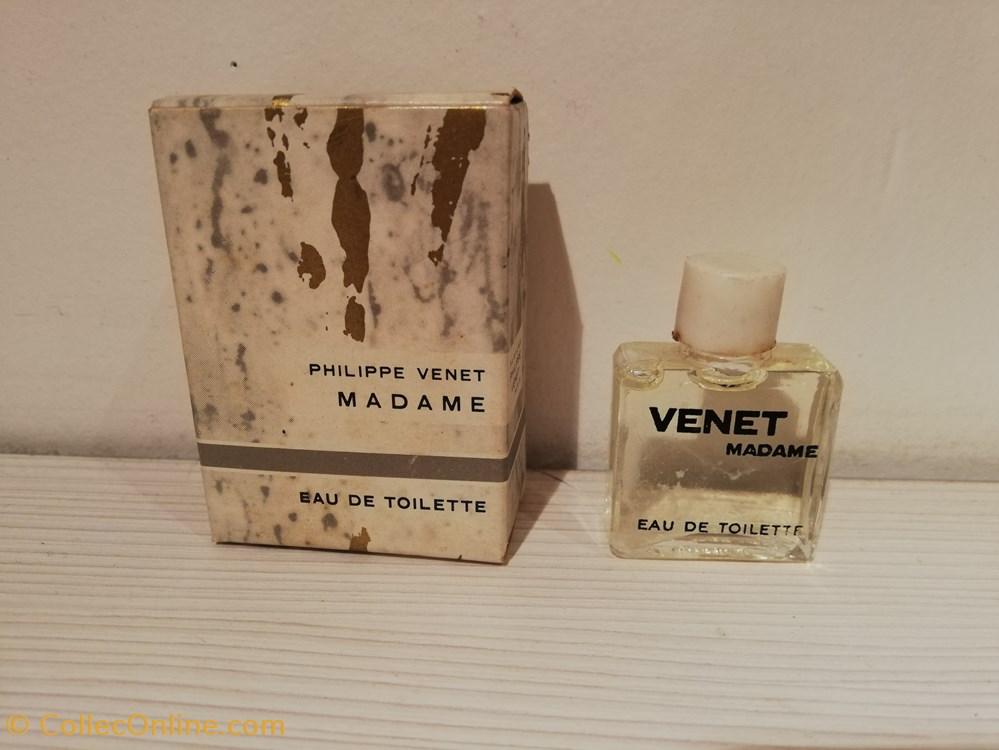 PHILIPPE VENET
MADAME
EAU DE TOILETTE
VENET
MADAME
EAU DE TOILETTE
© CollecOnline.com